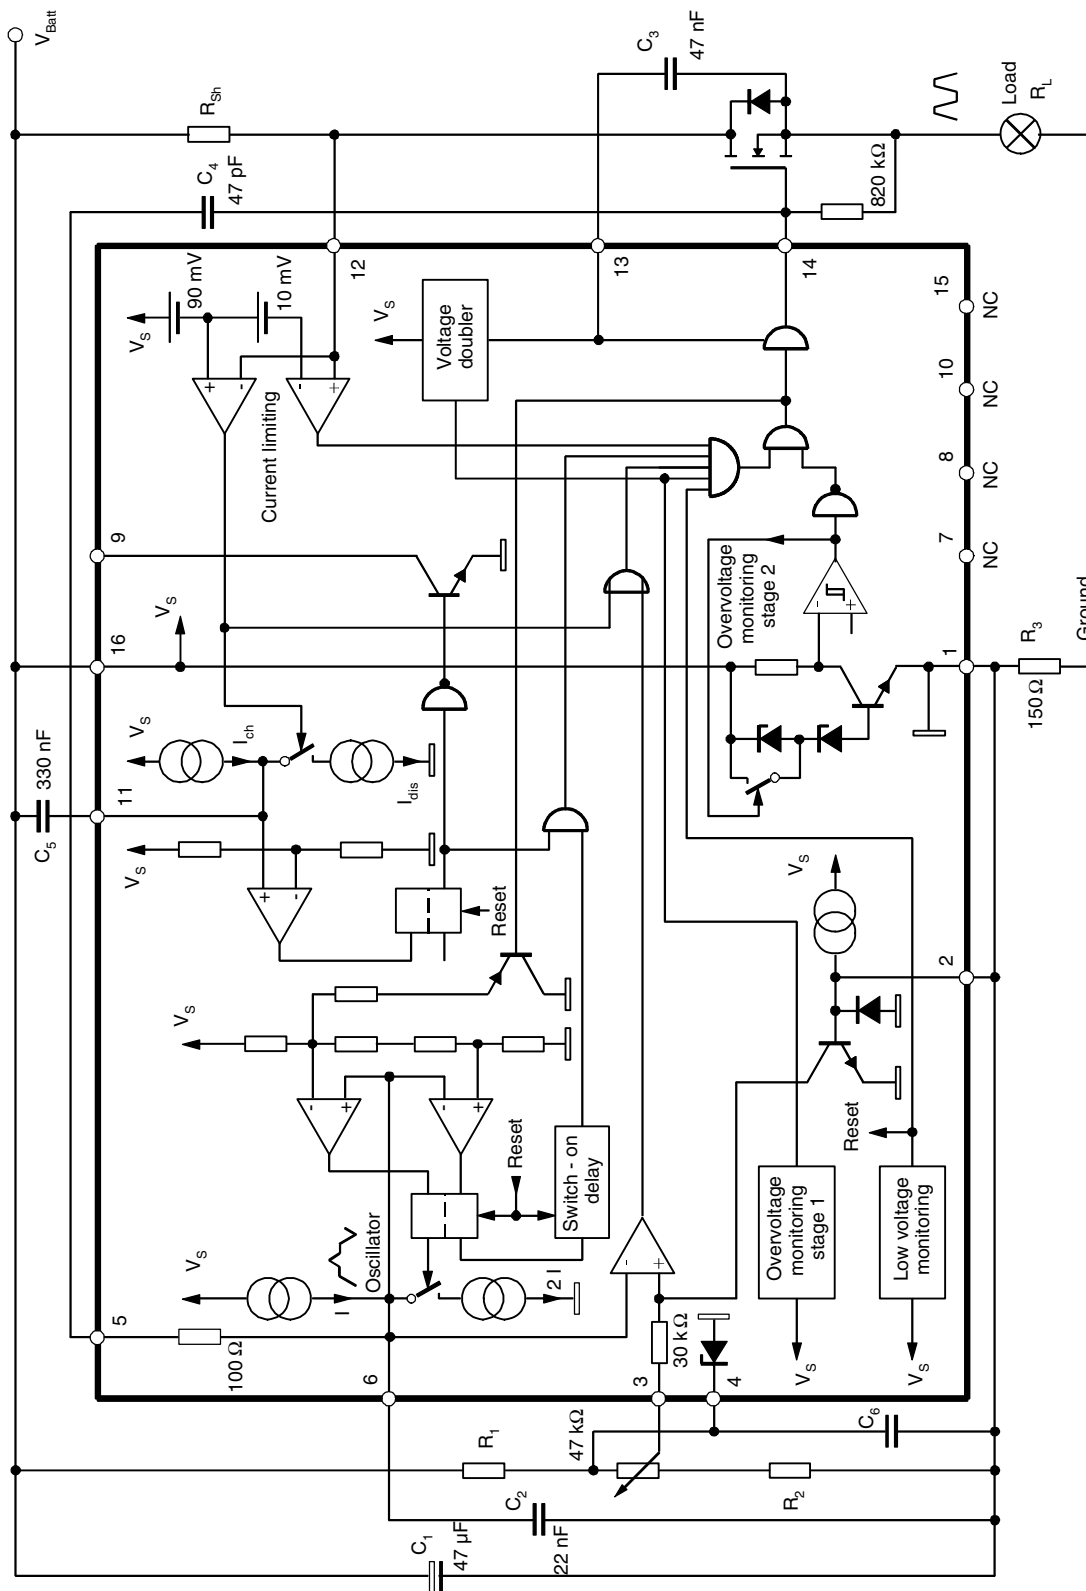 V_Batt
C_3
47 nF
R_Sh
C_4
47 pF
Load
R_L
820 kΩ
90 mV
10 mV
12
13
14
V_S
V_S
Voltage
doubler
15
NC
10
NC
8
NC
7
NC
Current limiting
9
Overvoltage
monitoring
stage 2
-
+
+
-
-
+
V_S
16
1
R_3
150 Ω
Ground
V_S
I_ch
I_dis
330 nF
C_5
11
V_S
+
-
Reset
V_S
2
V_S
-
+
-
+
Reset
Switch - on
delay
Reset
Oscillator
V_S
I
2 I
-
+
Overvoltage
monitoring
stage 1
Low voltage
monitoring
5
100 Ω
6
3
30 kΩ
4
V_S
V_S
47 kΩ
R_1
C_6
R_2
C_2
22 nF
C_1
47 µF